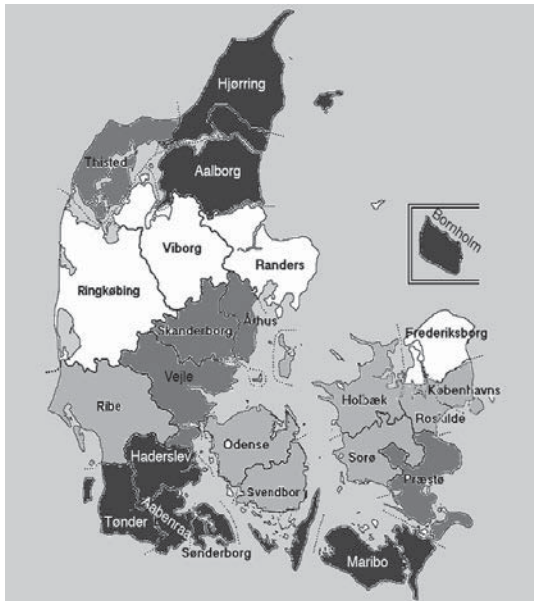 Hjørring
Thisted
Aalborg
Bornholm
Viborg
Randers
Ringkøbing
Frederiksborg
Århus
Skanderborg
Vejle
Københavns
Holbæk
Ribe
Roskilde
Odense
Haderslev
Sorø
Præstø
Svendbor
Aabenraa
Tønder
Sønderborg
Maribo